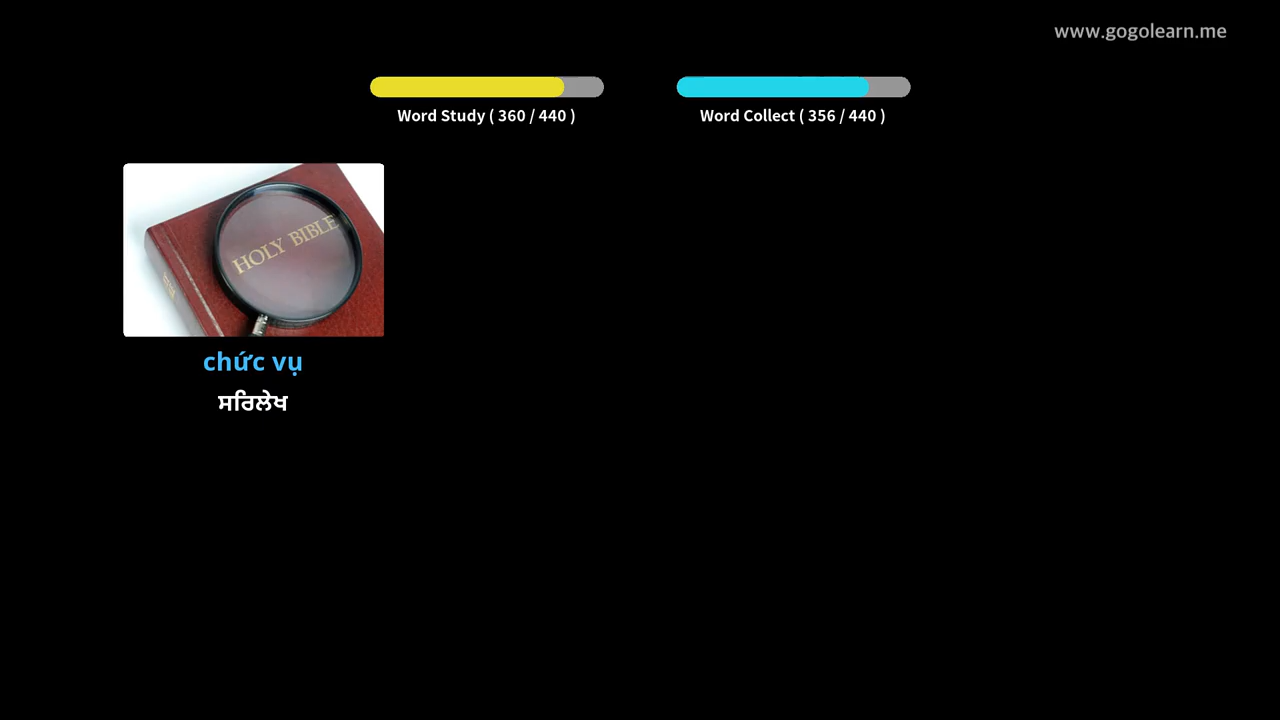 www.gogolearn.me
Word Study ( 360 / 440 )
Word Collect ( 356 / 440 )
HOLY BIBLE
chức vụ
ਸਰਿਲੇਖ